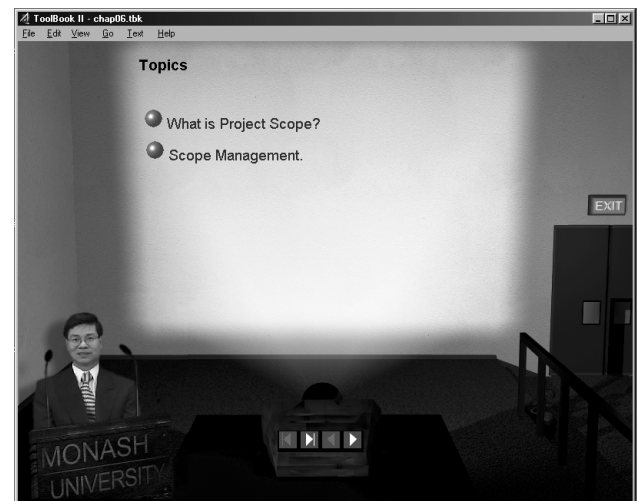 ToolBook II - chap06.tbk
File Edit View Go Text Help
Topics
What is Project Scope?
Scope Management.
EXIT
MONASH
UNIVERSITY